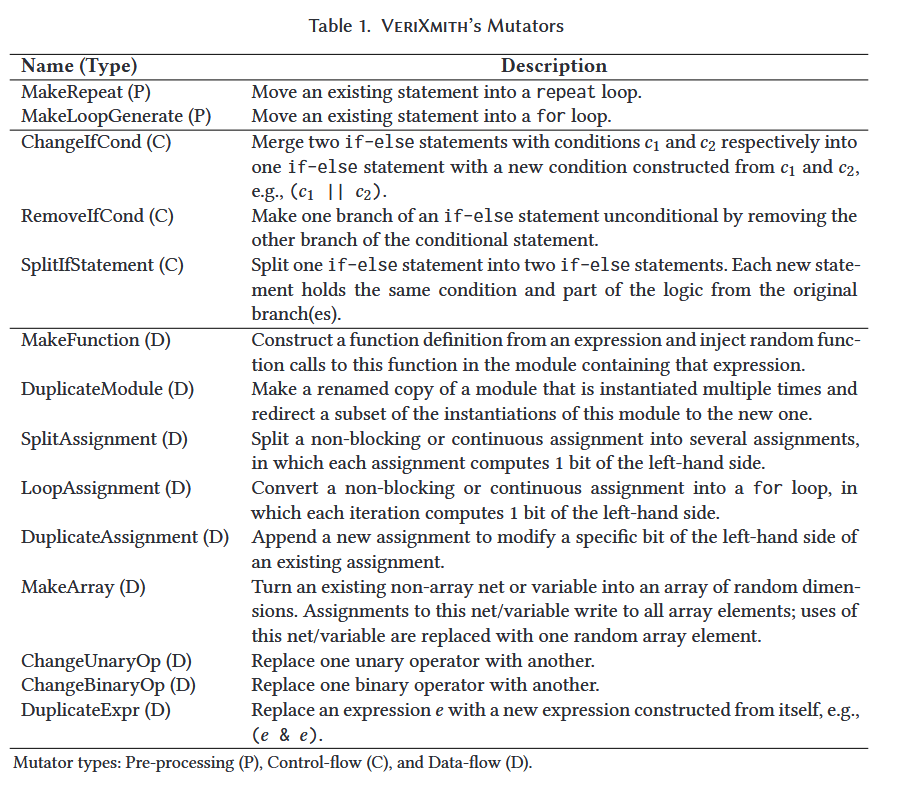 Table 1. VERIXMITH's Mutators
Name (Type) Description
MakeRepeat (P) Move an existing statement into a repeat loop.
MakeLoopGenerate (P) Move an existing statement into a for loop.
ChangeIfCond (C) Merge two if-else statements with conditions c1 and c2 respectively into
one if-else statement with a new condition constructed from c1 and c2,
e.g., (c1 || c2).
RemoveIfCond (C) Make one branch of an if-else statement unconditional by removing the
other branch of the conditional statement.
SplitIfStatement (C) Split one if-else statement into two if-else statements. Each new state-
ment holds the same condition and part of the logic from the original
branch(es).
MakeFunction (D) Construct a function definition from an expression and inject random func-
tion calls to this function in the module containing that expression.
DuplicateModule (D) Make a renamed copy of a module that is instantiated multiple times and
redirect a subset of the instantiations of this module to the new one.
SplitAssignment (D) Split a non-blocking or continuous assignment into several assignments,
in which each assignment computes 1 bit of the left-hand side.
LoopAssignment (D) Convert a non-blocking or continuous assignment into a for loop, in
which each iteration computes 1 bit of the left-hand side.
DuplicateAssignment (D) Append a new assignment to modify a specific bit of the left-hand side of
an existing assignment.
MakeArray (D) Turn an existing non-array net or variable into an array of random dimen-
sions. Assignments to this net/variable write to all array elements; uses of
this net/variable are replaced with one random array element.
ChangeUnaryOp (D) Replace one unary operator with another.
ChangeBinaryOp (D) Replace one binary operator with another.
DuplicateExpr (D) Replace an expression e with a new expression constructed from itself, e.g.,
(e & e).
Mutator types: Pre-processing (P), Control-flow (C), and Data-flow (D).